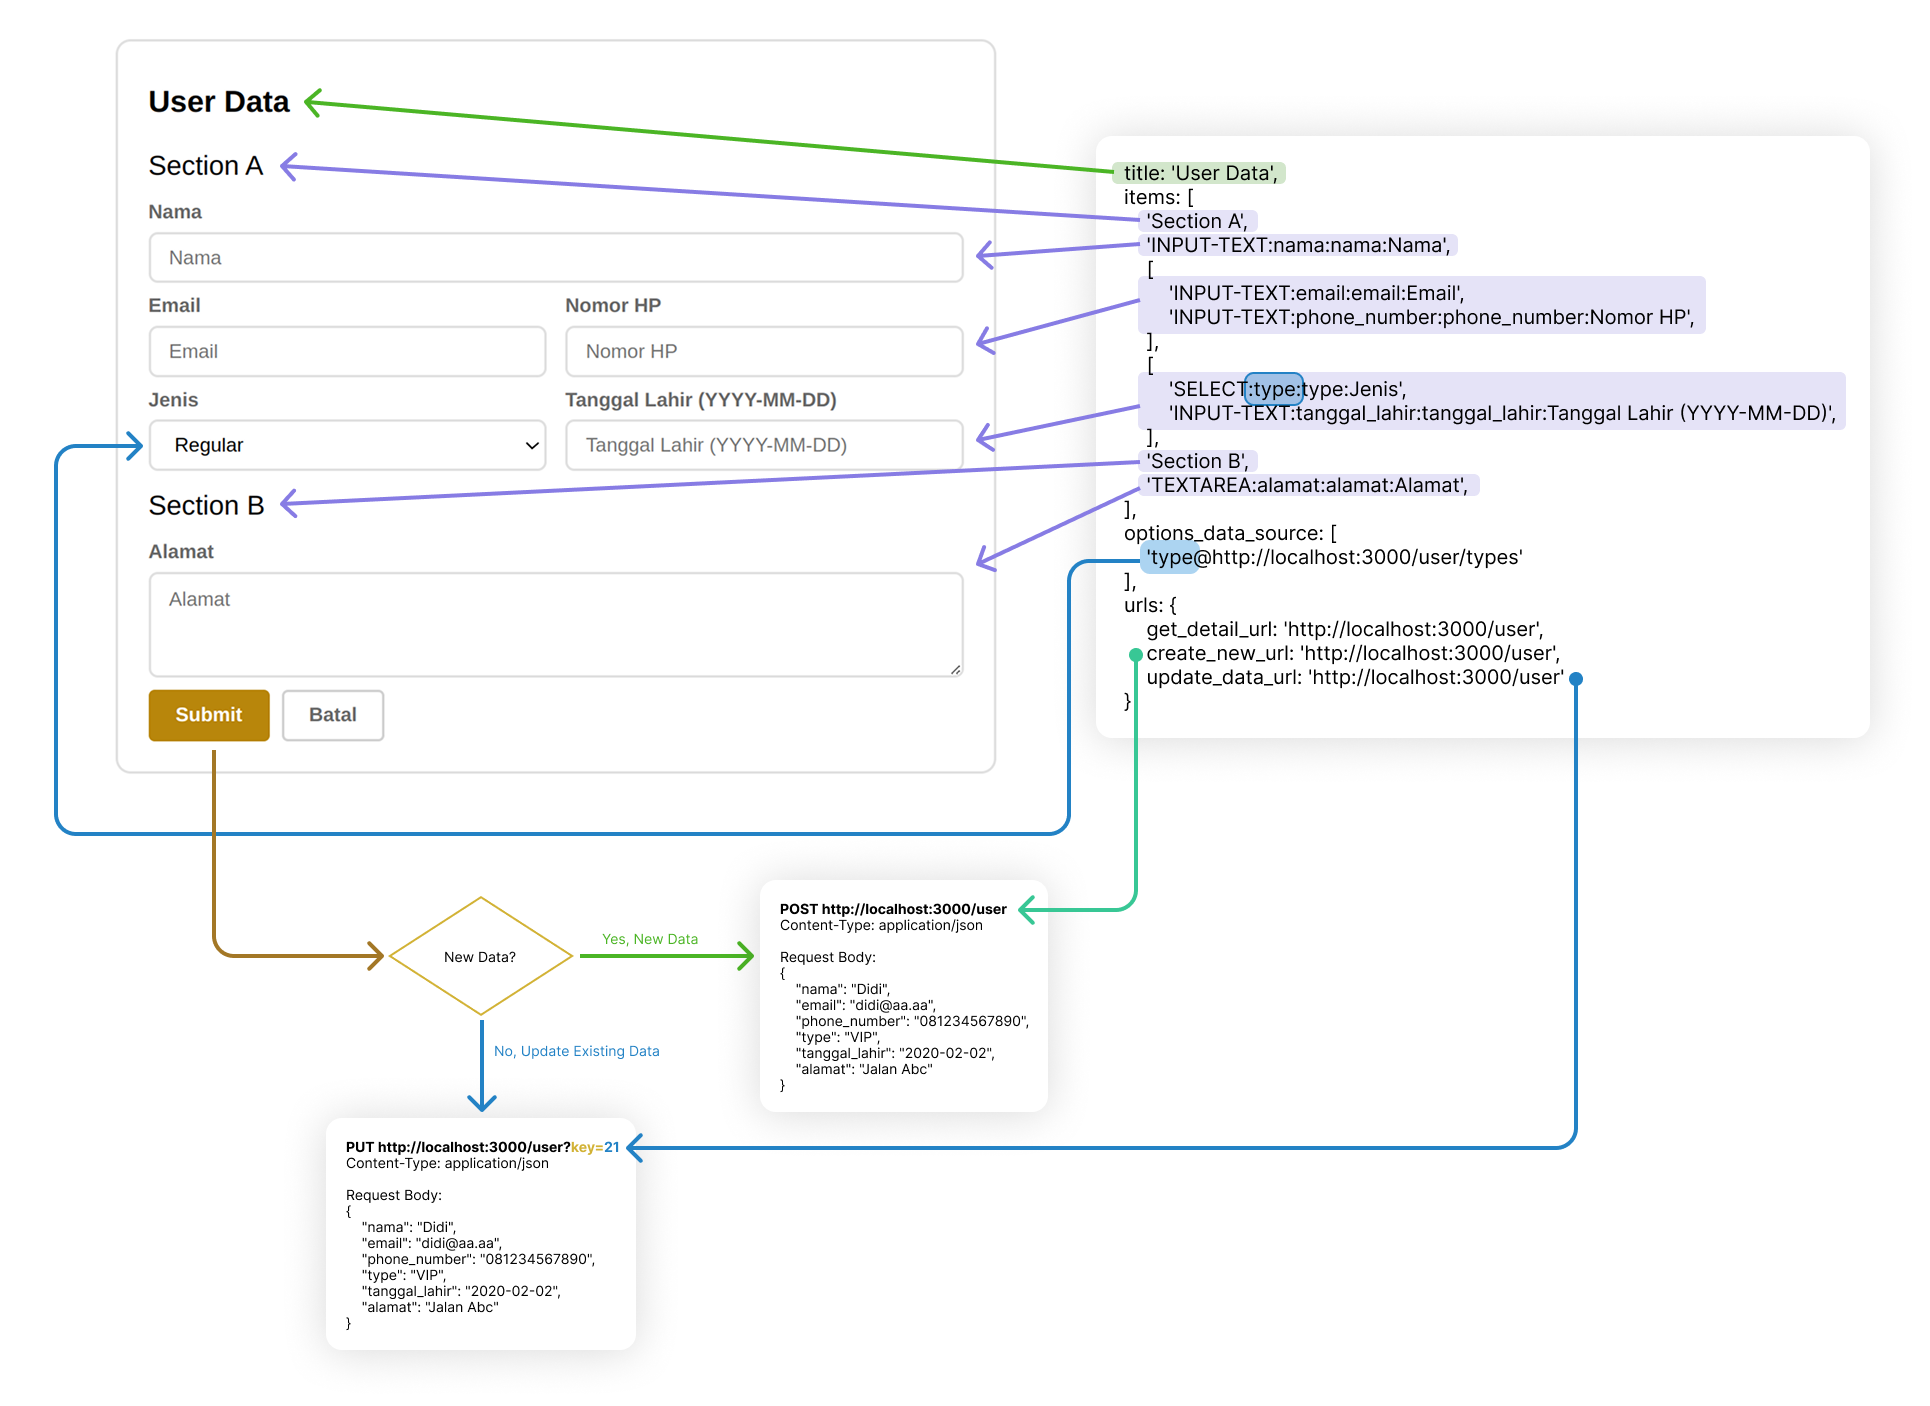 User Data
Section A
Nama
Nama
Email
Nomor HP
Email
Nomor HP
Jenis
Tanggal Lahir (YYYY-MM-DD)
Regular
Tanggal Lahir (YYYY-MM-DD)
Section B
Alamat
Alamat
Submit
Batal
title: 'User Data',
items: [
'Section A',
'INPUT-TEXT:nama:nama:Nama',
[
'INPUT-TEXT:email:email:Email',
'INPUT-TEXT:phone_number:phone_number:Nomor HP',
],
[
'SELECT:type:type:Jenis',
'INPUT-TEXT:tanggal_lahir:tanggal_lahir:Tanggal Lahir (YYYY-MM-DD)',
],
'Section B',
'TEXTAREA:alamat:alamat:Alamat',
],
options_data_source: [
'type@http://localhost:3000/user/types'
],
urls: {
get_detail_url: 'http://localhost:3000/user',
create_new_url: 'http://localhost:3000/user',
update_data_url: 'http://localhost:3000/user'
}
New Data?
Yes, New Data
No, Update Existing Data
POST http://localhost:3000/user
Content-Type: application/json
Request Body:
{
"nama": "Didi",
"email": "didi@aa.aa",
"phone_number": "081234567890",
"type": "VIP",
"tanggal_lahir": "2020-02-02",
"alamat": "Jalan Abc"
}
PUT http://localhost:3000/user?key=21
Content-Type: application/json
Request Body:
{
"nama": "Didi",
"email": "didi@aa.aa",
"phone_number": "081234567890",
"type": "VIP",
"tanggal_lahir": "2020-02-02",
"alamat": "Jalan Abc"
}